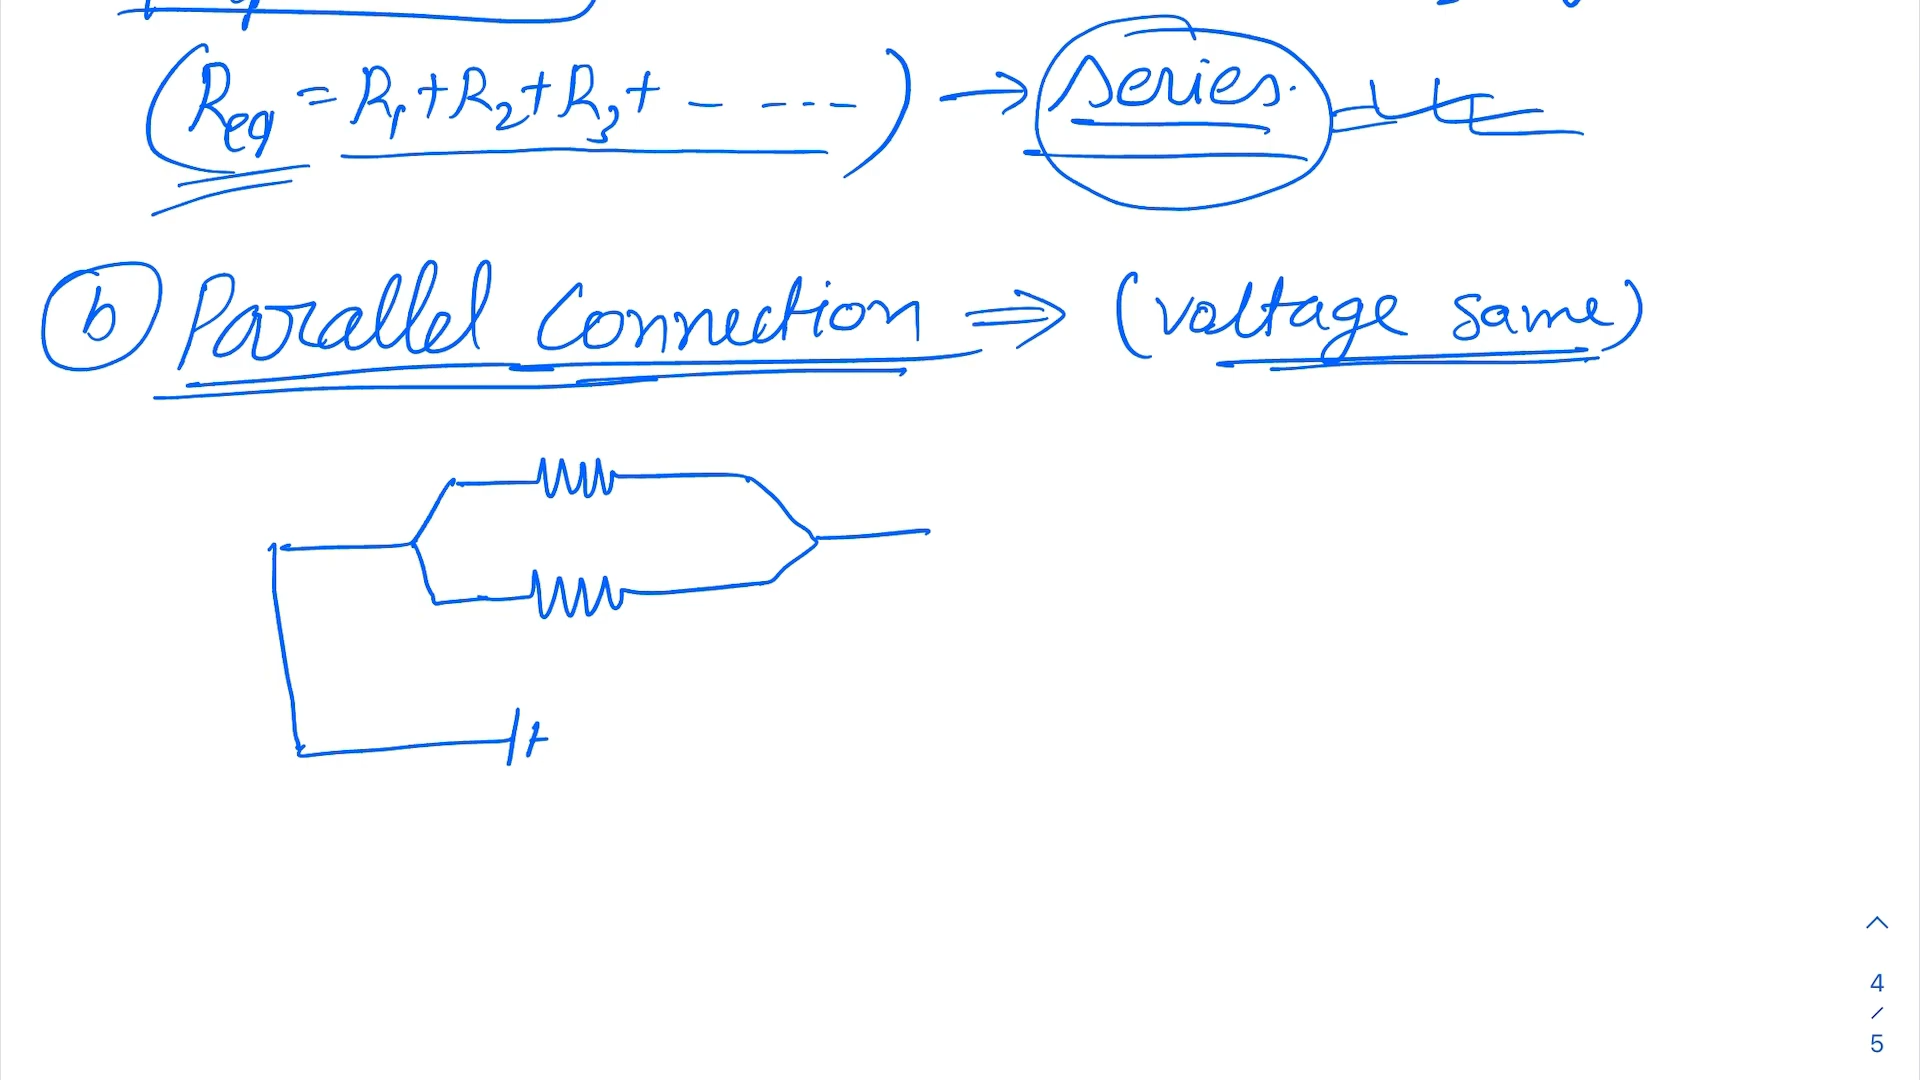 (Req = R1+R2+R3+ - ---) → series.
(b) Parallel Connection ⇒ (voltage same)
4
/
5